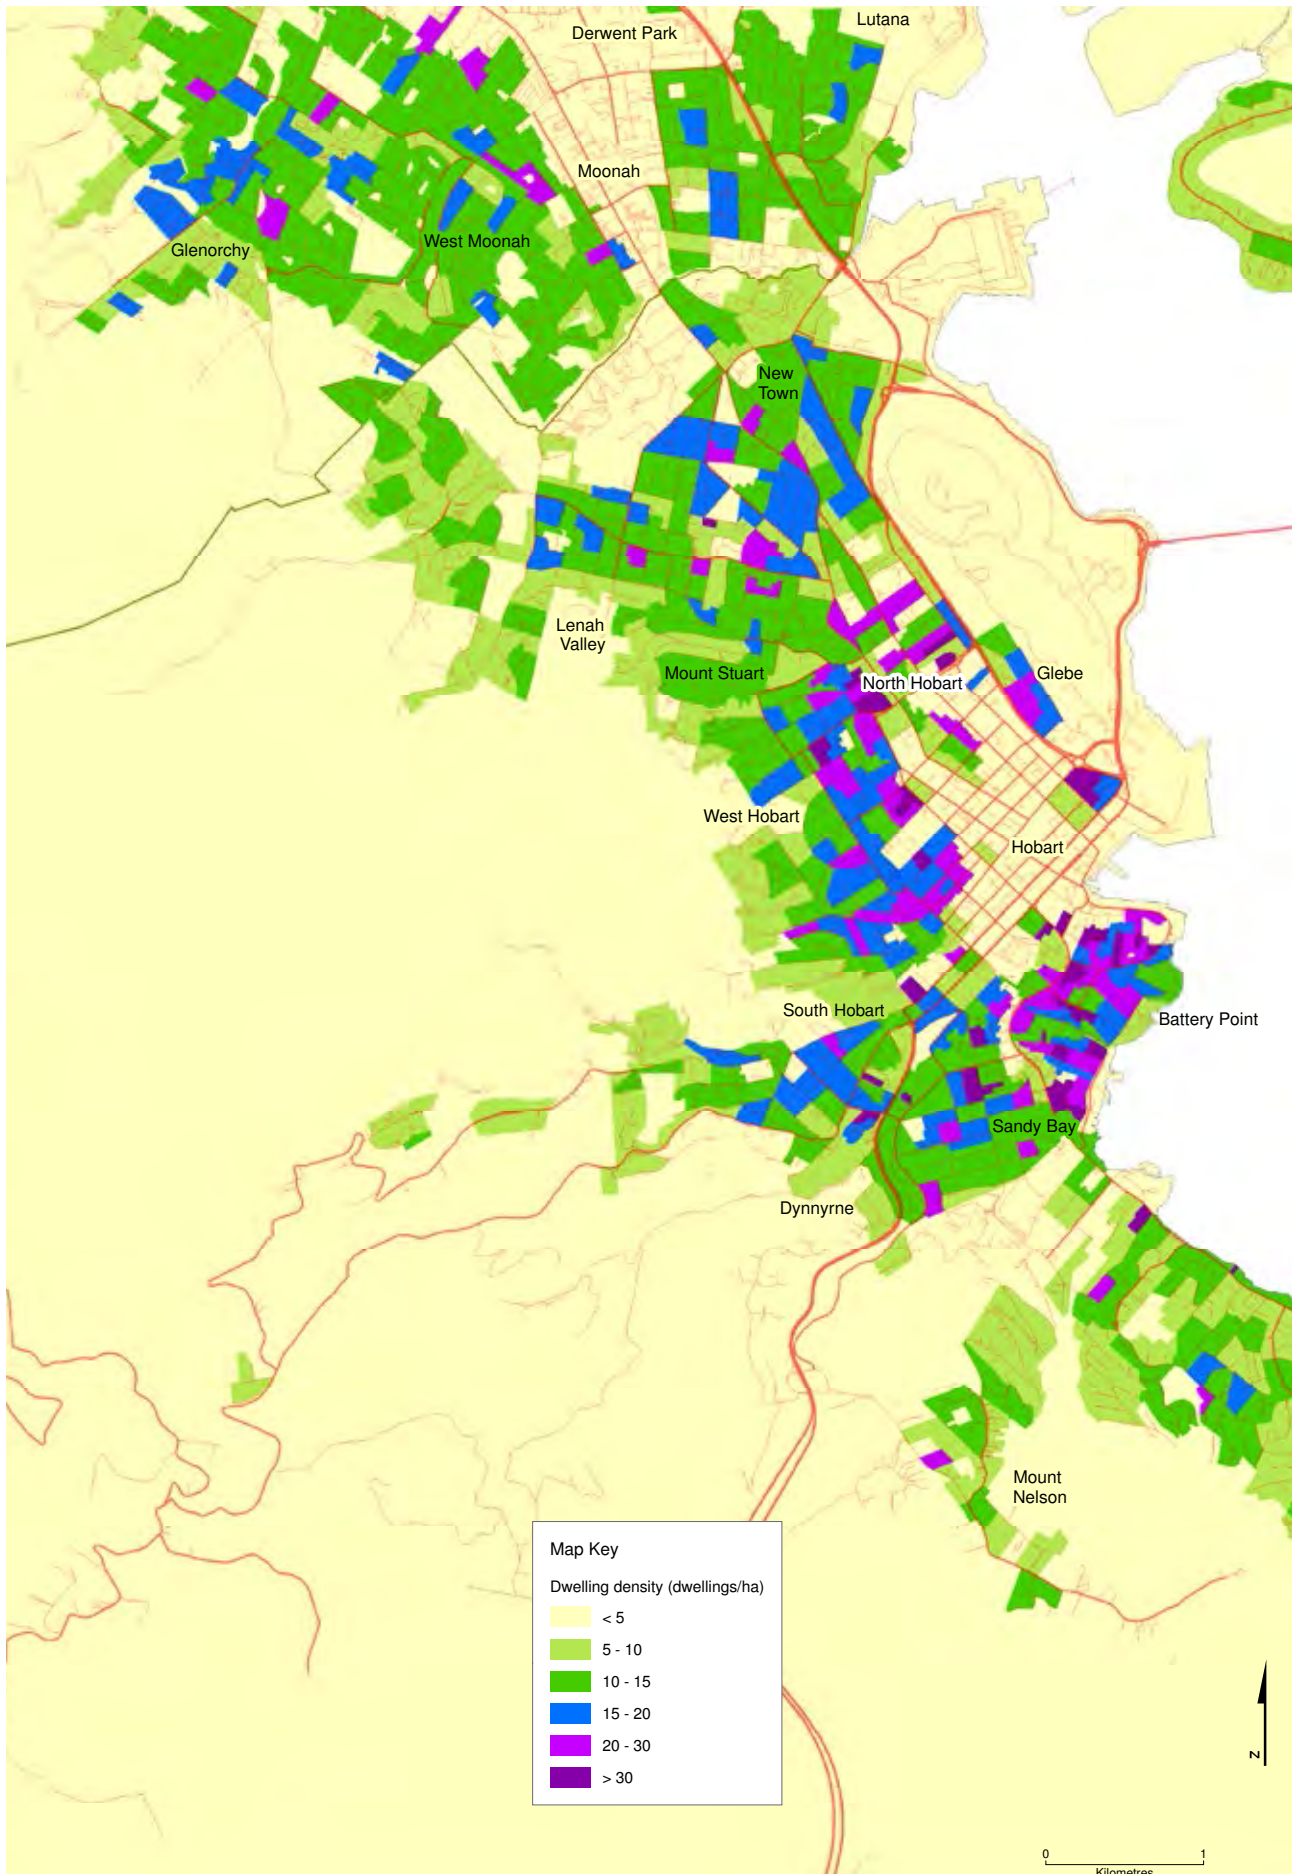 Lutana
Derwent Park
Moonah
West Moonah
Glenorchy
New
Town
Lenah
Valley
Mount Stuart
North Hobart
Glebe
West Hobart
Hobart
South Hobart
Battery Point
Sandy Bay
Dynnyrne
Mount
Nelson
Map Key
Dwelling density (dwellings/ha)
< 5
5 - 10
10 - 15
15 - 20
20 - 30
> 30
N
0 1
Kilometres